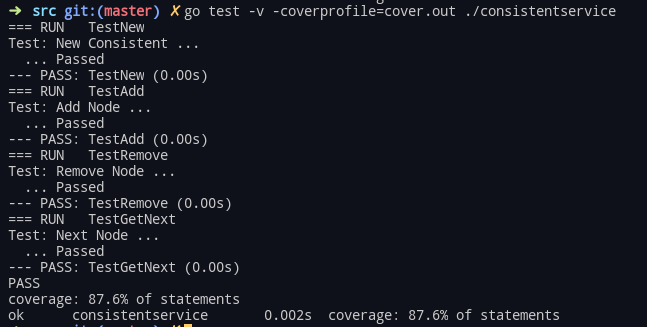 ➜  src git:(master) ✗ go test -v -coverprofile=cover.out ./consistentservice
=== RUN   TestNew
Test: New Consistent ...
  ... Passed
--- PASS: TestNew (0.00s)
=== RUN   TestAdd
Test: Add Node ...
  ... Passed
--- PASS: TestAdd (0.00s)
=== RUN   TestRemove
Test: Remove Node ...
  ... Passed
--- PASS: TestRemove (0.00s)
=== RUN   TestGetNext
Test: Next Node ...
  ... Passed
--- PASS: TestGetNext (0.00s)
PASS
coverage: 87.6% of statements
ok      consistentservice       0.002s  coverage: 87.6% of statements